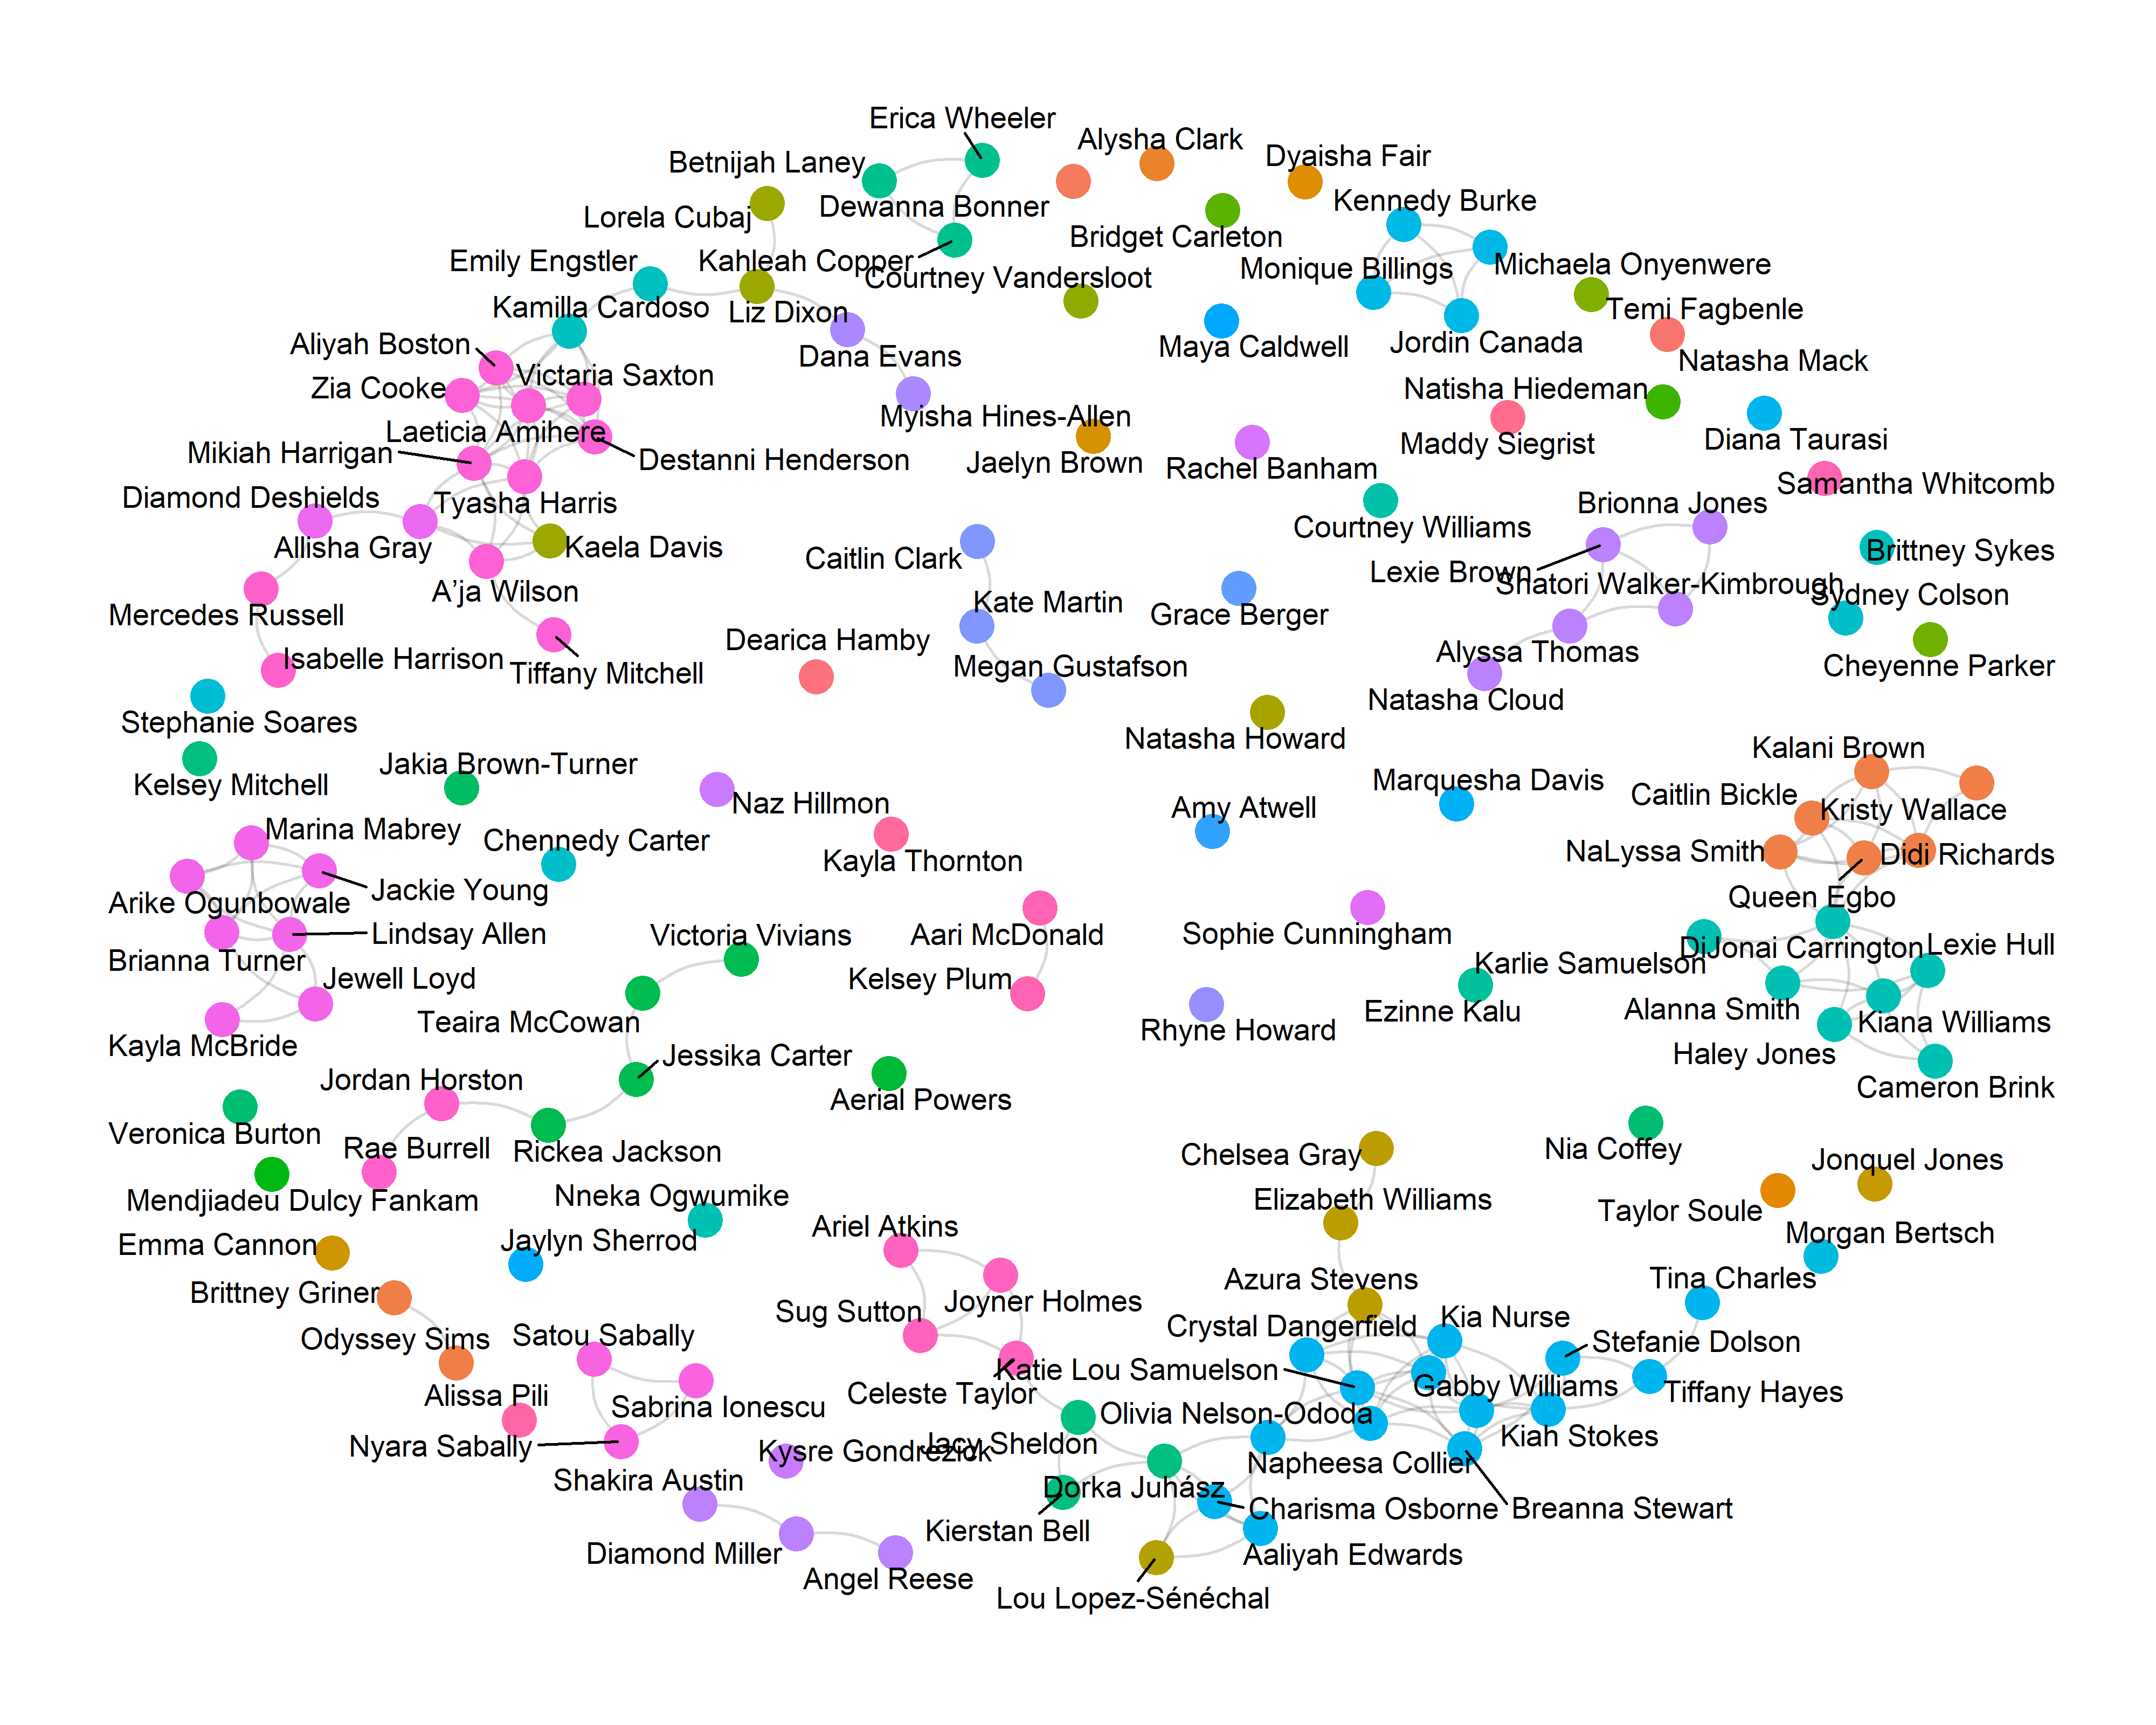 Erica Wheeler
Alysha Clark
Betnijah Laney
Dyaisha Fair
Kennedy Burke
Dewanna Bonner
Lorela Cubaj
Bridget Carleton
Emily Engstler
Kahleah Copper
Courtney Vandersloot
Monique Billings
Michaela Onyenwere
Kamilla Cardoso
Liz Dixon
Temi Fagbenle
Aliyah Boston
Dana Evans
Maya Caldwell
Jordin Canada
Natasha Mack
Zia Cooke
Victaria Saxton
Natisha Hiedeman
Myisha Hines-Allen
Laeticia Amihere
Maddy Siegrist
Diana Taurasi
Mikiah Harrigan
Destanni Henderson
Jaelyn Brown
Rachel Banham
Samantha Whitcomb
Diamond Deshields
Tyasha Harris
Brionna Jones
Courtney Williams
Allisha Gray
Kaela Davis
Caitlin Clark
Lexie Brown
Brittney Sykes
A’ja Wilson
Shatori Walker-Kimbrough
Sydney Colson
Mercedes Russell
Kate Martin
Grace Berger
Dearica Hamby
Isabelle Harrison
Tiffany Mitchell
Megan Gustafson
Alyssa Thomas
Cheyenne Parker
Natasha Cloud
Stephanie Soares
Natasha Howard
Kalani Brown
Kelsey Mitchell
Jakia Brown-Turner
Naz Hillmon
Amy Atwell
Marquesha Davis
Caitlin Bickle
Kristy Wallace
Marina Mabrey
Chennedy Carter
Kayla Thornton
NaLyssa Smith
Didi Richards
Jackie Young
Queen Egbo
Arike Ogunbowale
Lindsay Allen
Victoria Vivians
Aari McDonald
Sophie Cunningham
DiJonai Carrington
Lexie Hull
Brianna Turner
Jewell Loyd
Kelsey Plum
Karlie Samuelson
Teaira McCowan
Rhyne Howard
Ezinne Kalu
Alanna Smith
Kiana Williams
Kayla McBride
Jessika Carter
Haley Jones
Jordan Horston
Aerial Powers
Cameron Brink
Veronica Burton
Rae Burrell
Rickea Jackson
Chelsea Gray
Nia Coffey
Jonquel Jones
Mendjiadeu Dulcy Fankam
Nneka Ogwumike
Elizabeth Williams
Taylor Soule
Emma Cannon
Jaylyn Sherrod
Ariel Atkins
Morgan Bertsch
Brittney Griner
Sug Sutton
Joyner Holmes
Azura Stevens
Tina Charles
Odyssey Sims
Satou Sabally
Crystal Dangerfield
Kia Nurse
Stefanie Dolson
Katie Lou Samuelson
Alissa Pili
Celeste Taylor
Gabby Williams
Tiffany Hayes
Sabrina Ionescu
Olivia Nelson-Ododa
Nyara Sabally
Kysre Gondrezick
Jacy Sheldon
Kiah Stokes
Shakira Austin
Dorka Juhász
Napheesa Collier
Kierstan Bell
Charisma Osborne
Breanna Stewart
Diamond Miller
Aaliyah Edwards
Angel Reese
Lou Lopez-Sénéchal